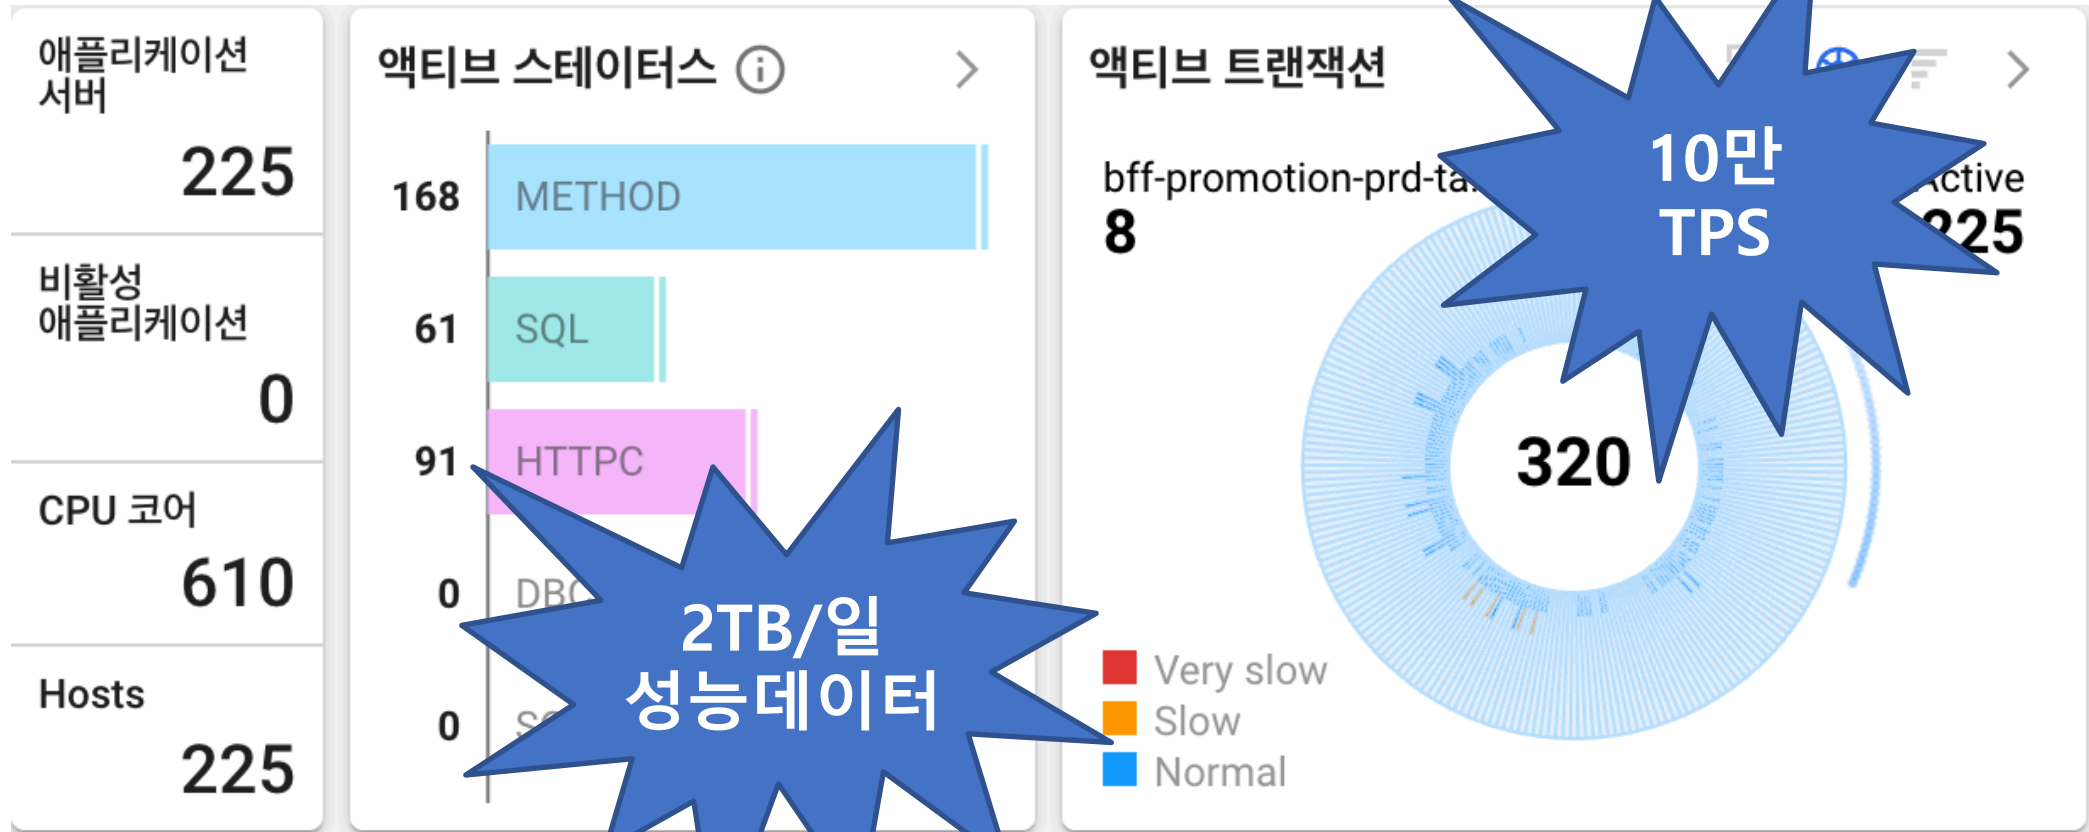 애플리케이션
서버
225
비활성
애플리케이션
0
CPU 코어
610
Hosts
225
액티브 스테이터스
168 METHOD
61 SQL
91 HTTPC
0
0
2TB/일
성능데이터
액티브 트랜잭션
bff-promotion-prd-ta
8
Active
225
10만
TPS
320
Very slow
Slow
Normal